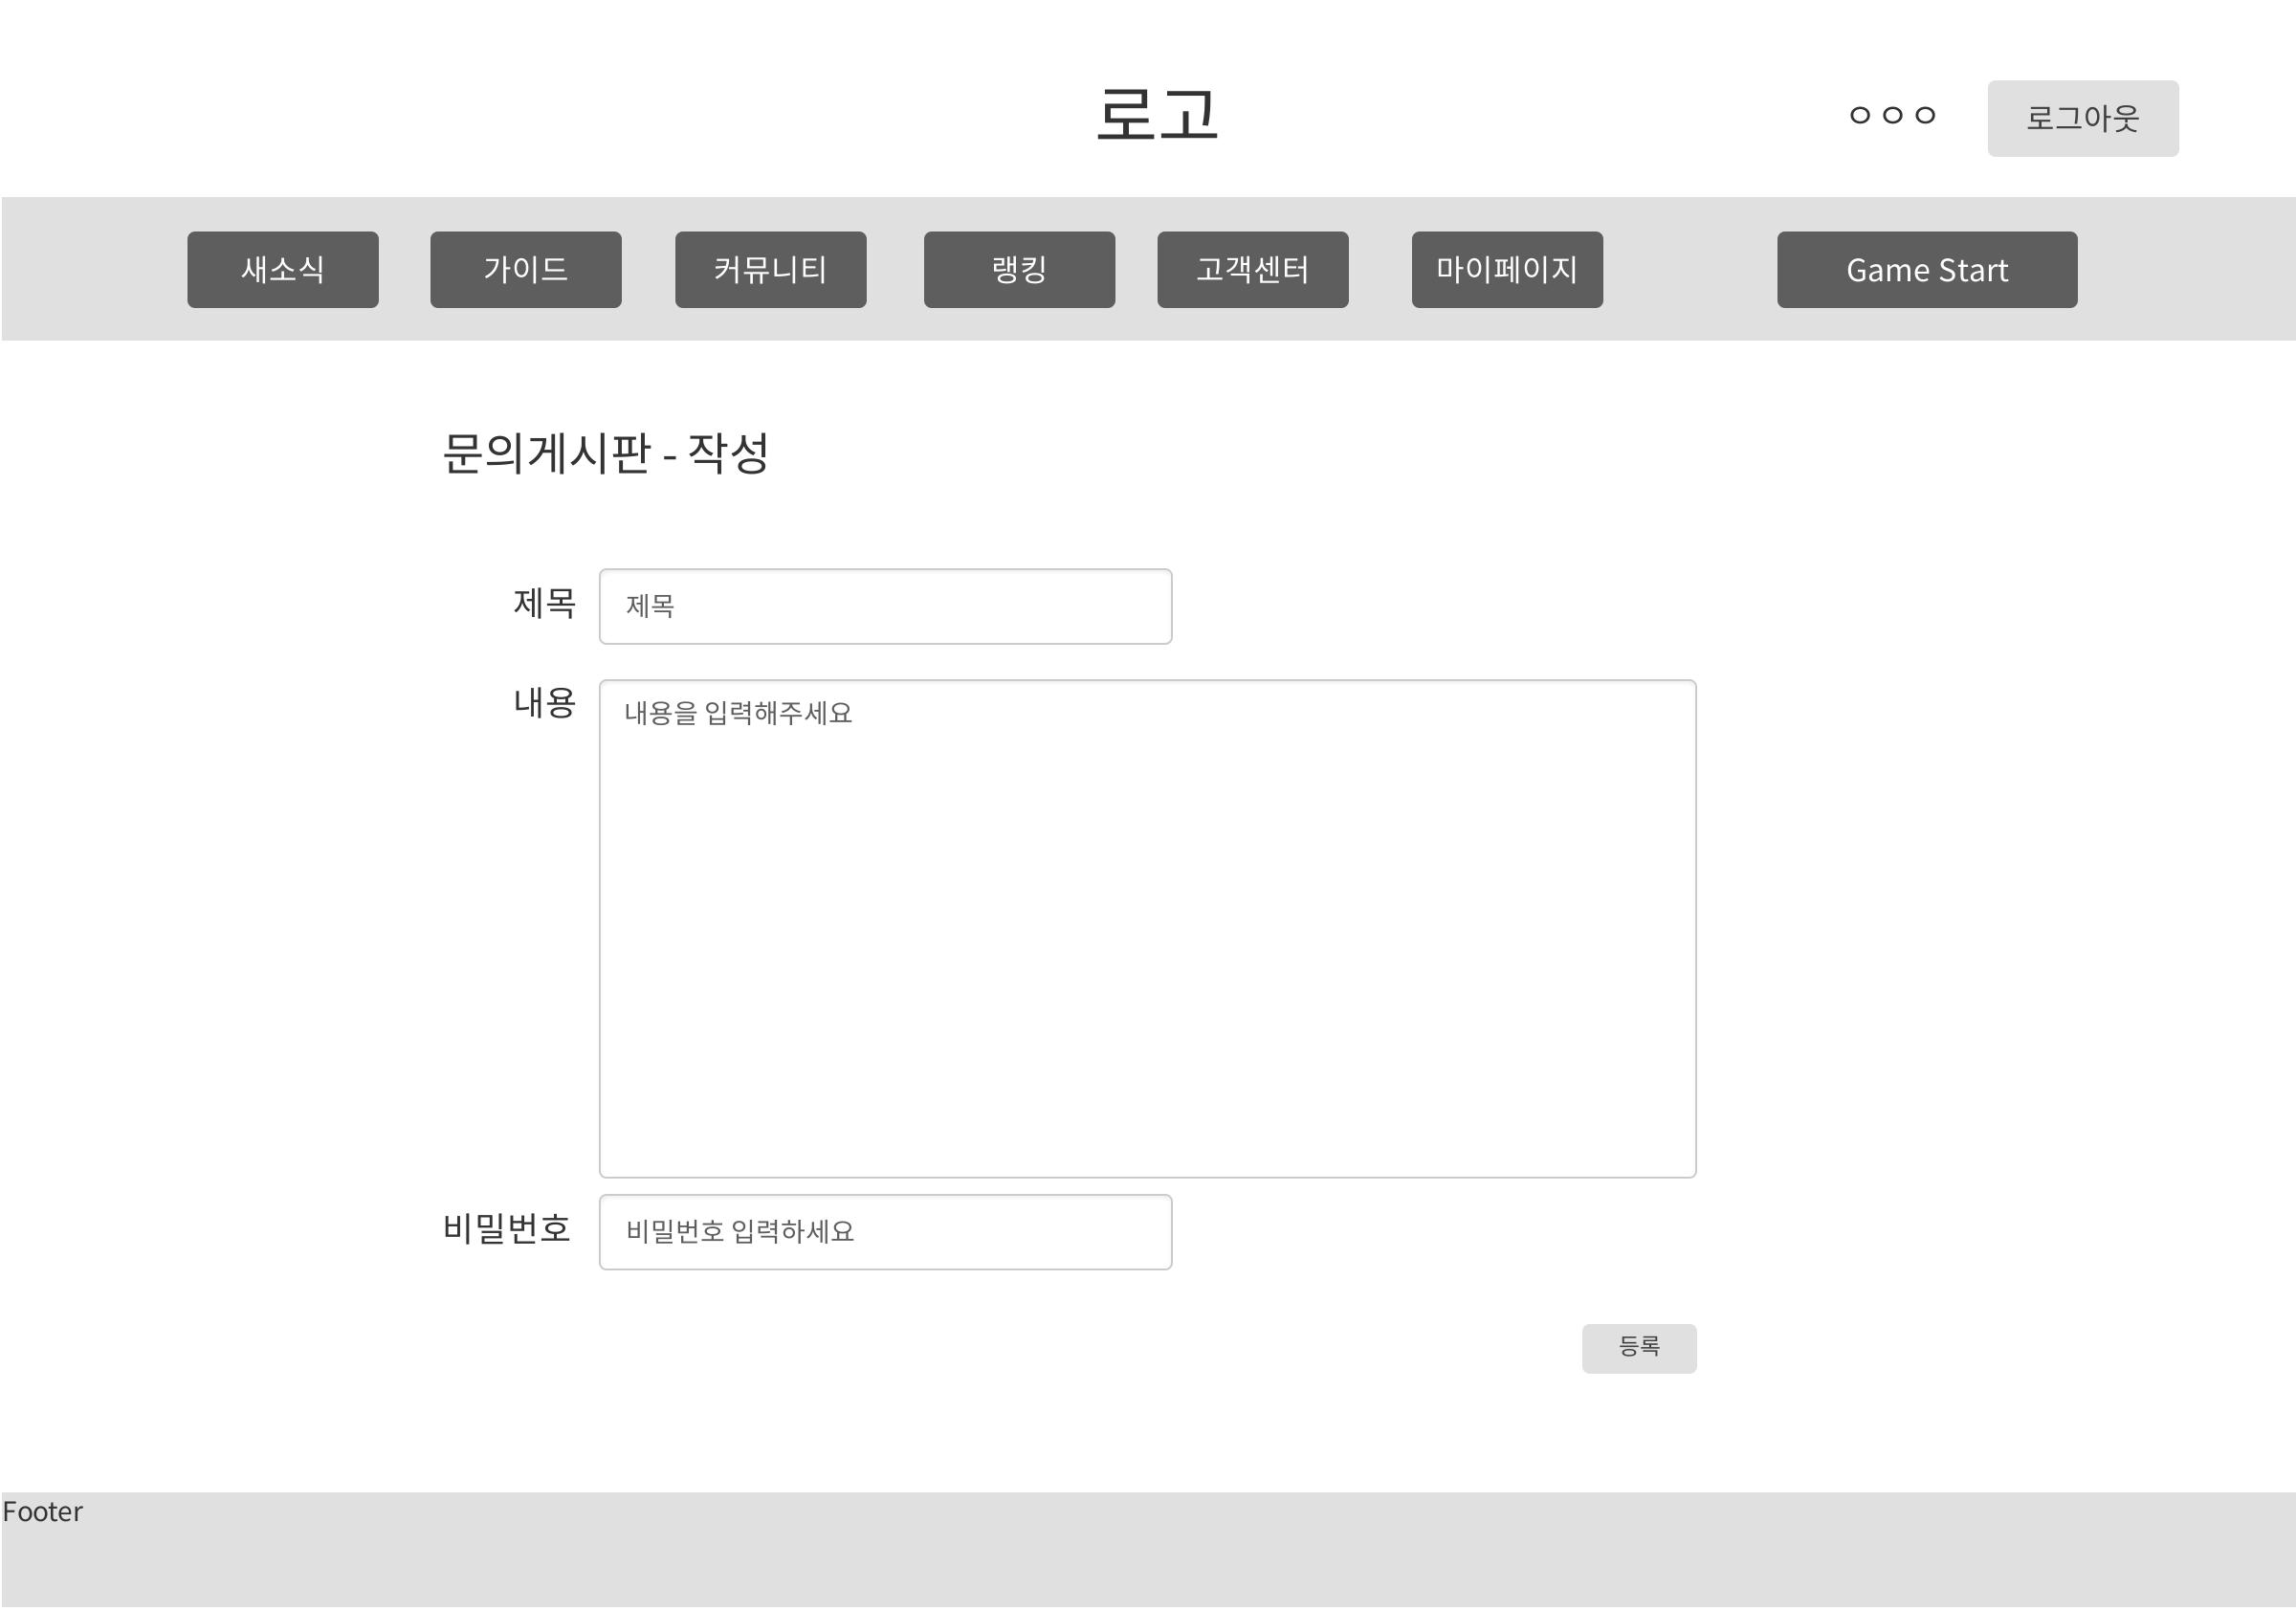 로고
ㅇㅇㅇ
로그아웃
새소식
가이드
커뮤니티
랭킹
고객센터
마이페이지
Game Start
문의게시판 - 작성
제목
제목
내용
내용을 입력해주세요
비밀번호
비밀번호 입력하세요
등록
Footer